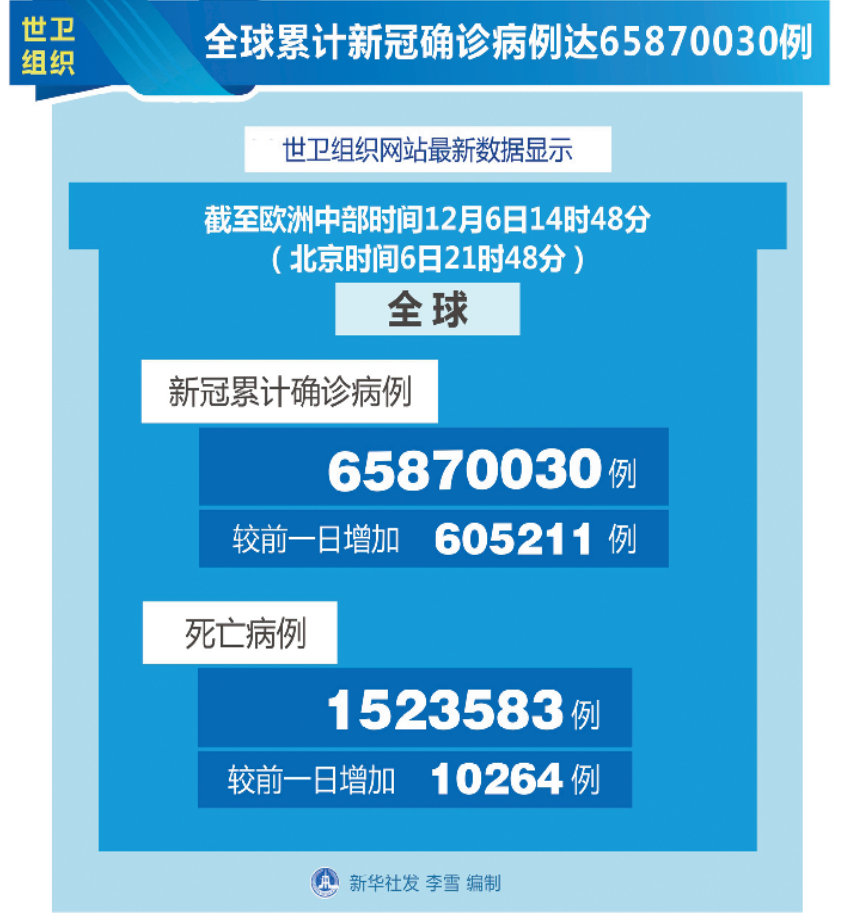 世卫
组织
全球累计新冠确诊病例达65870030例
世卫组织网站最新数据显示
截至欧洲中部时间12月6日14时48分
（北京时间6日21时48分）
全球
新冠累计确诊病例
65870030例
较前一日增加 605211 例
死亡病例
1523583例
较前一日增加 10264例
新华社发 李雪 编制